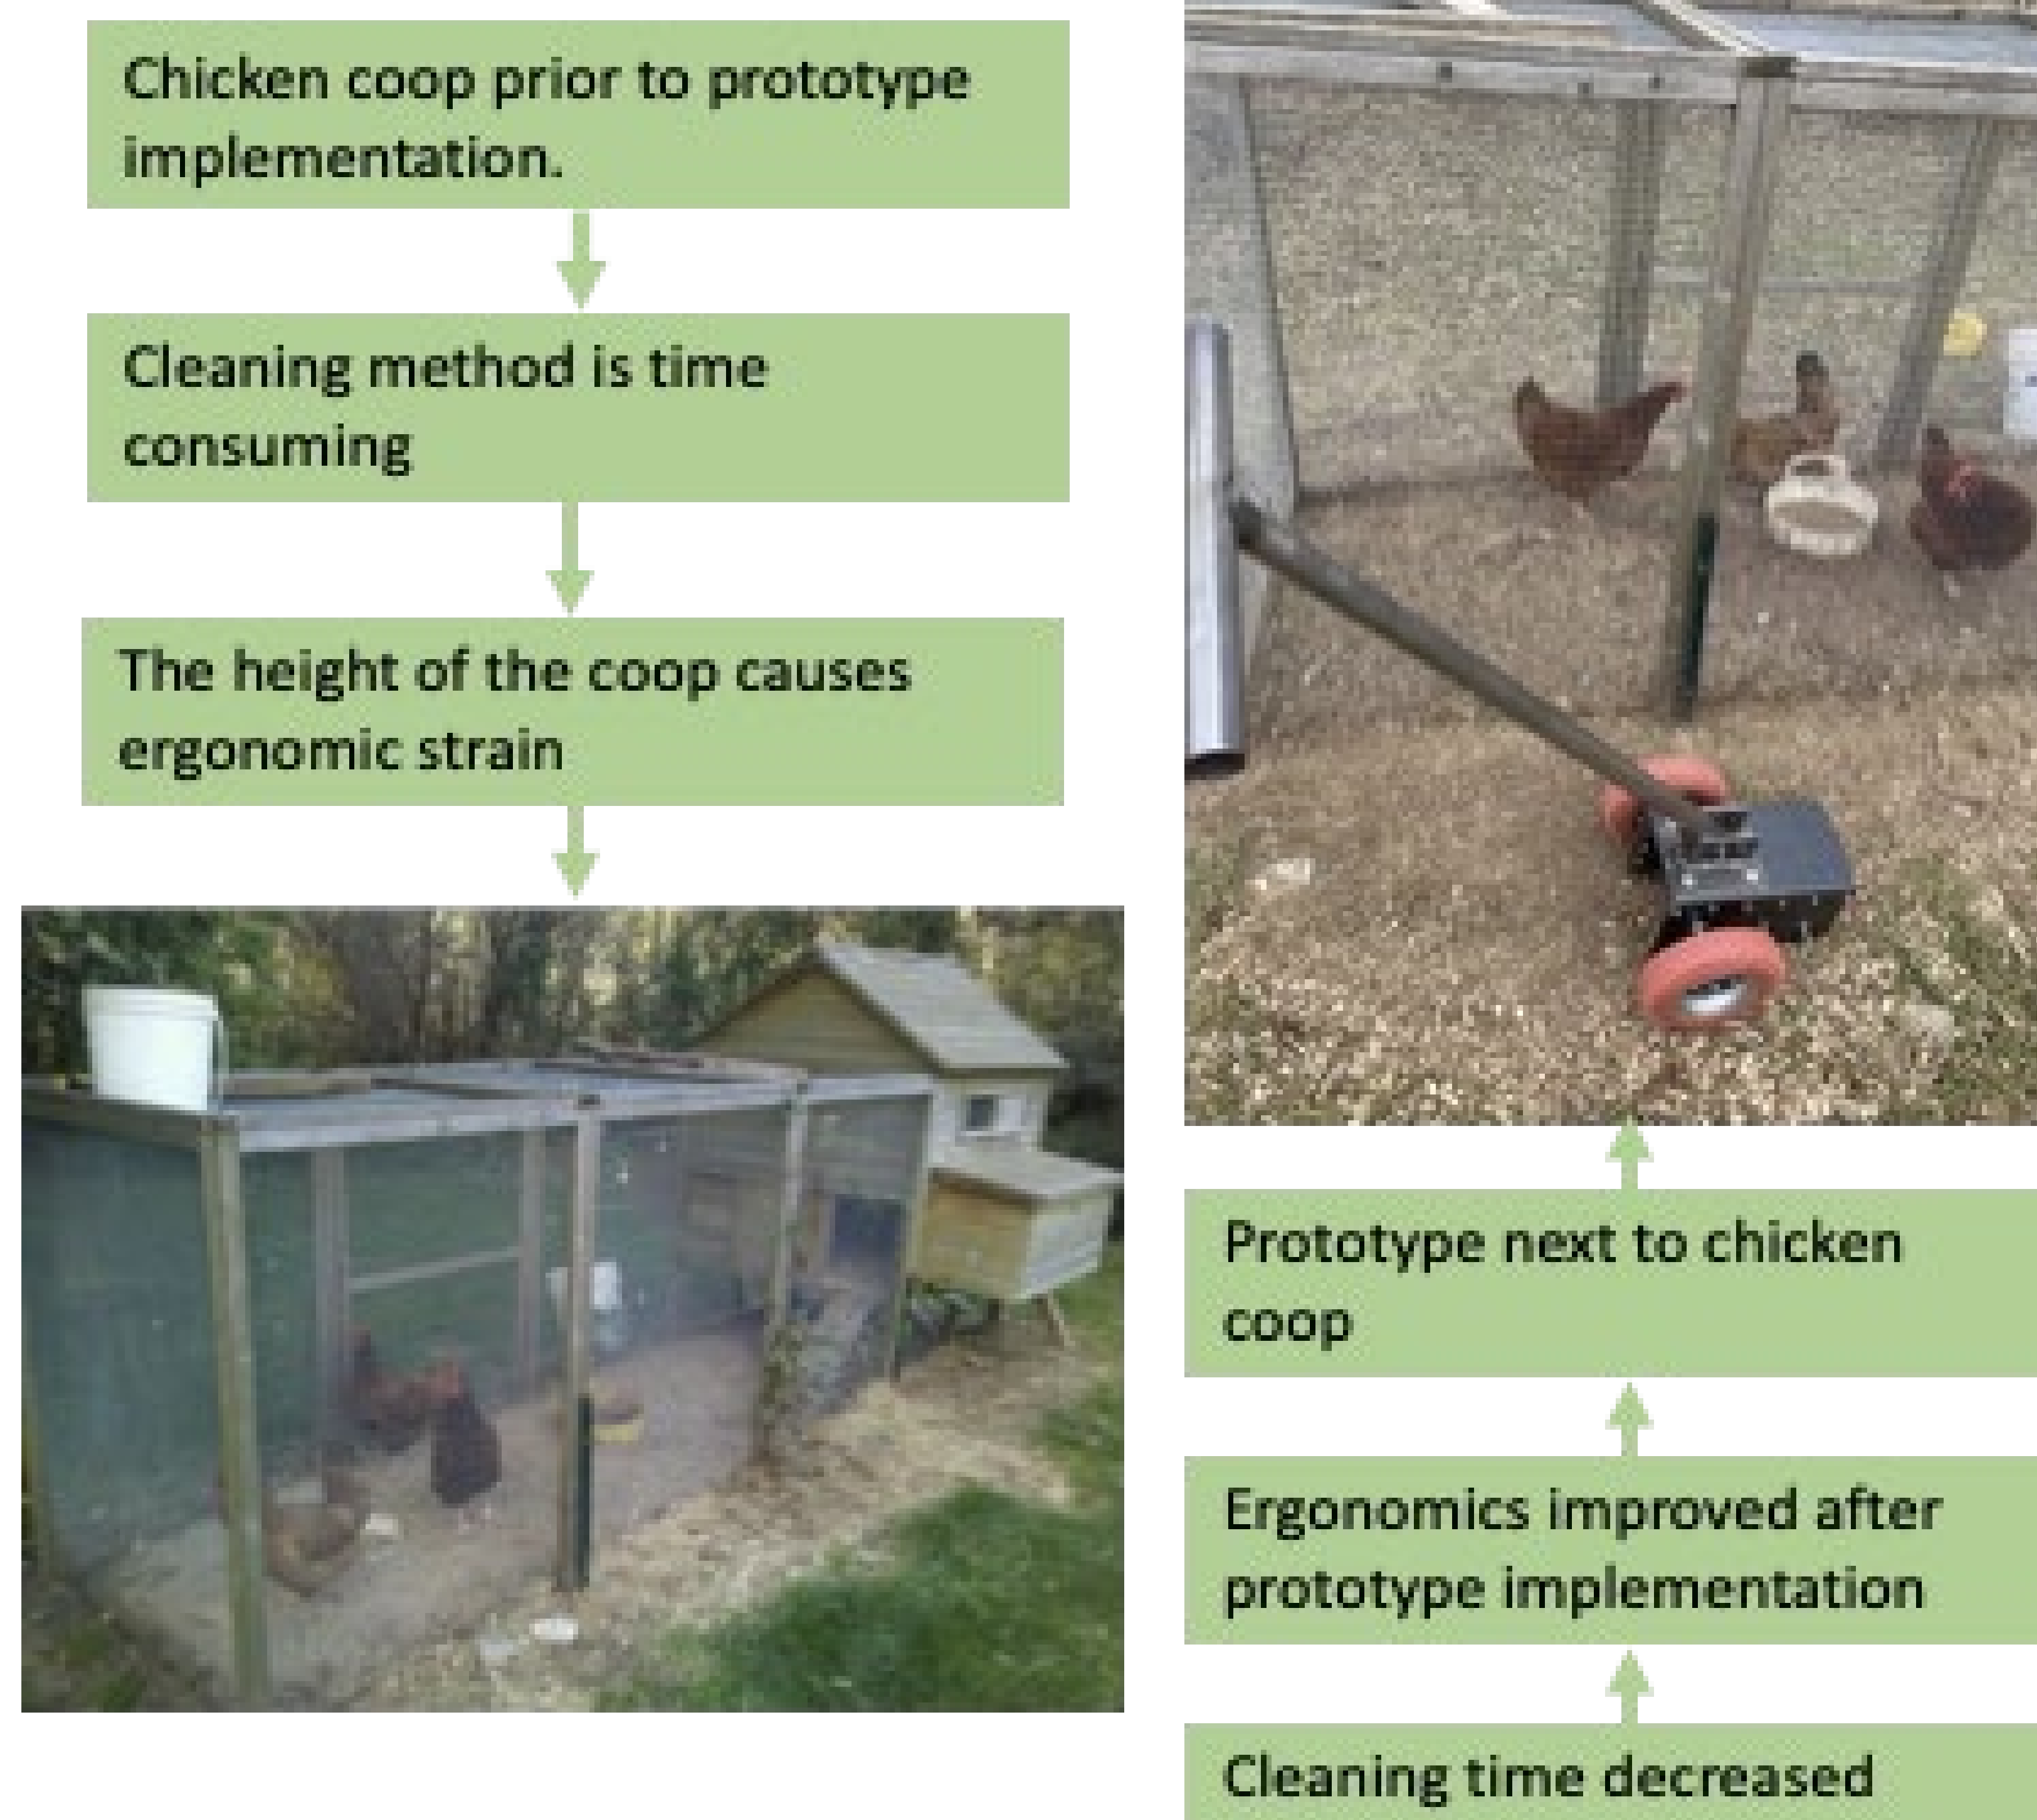 Chicken coop prior to prototype
implementation.
Cleaning method is time
consuming
The height of the coop causes
ergonomic strain
Prototype next to chicken
coop
Ergonomics improved after
prototype implementation
Cleaning time decreased